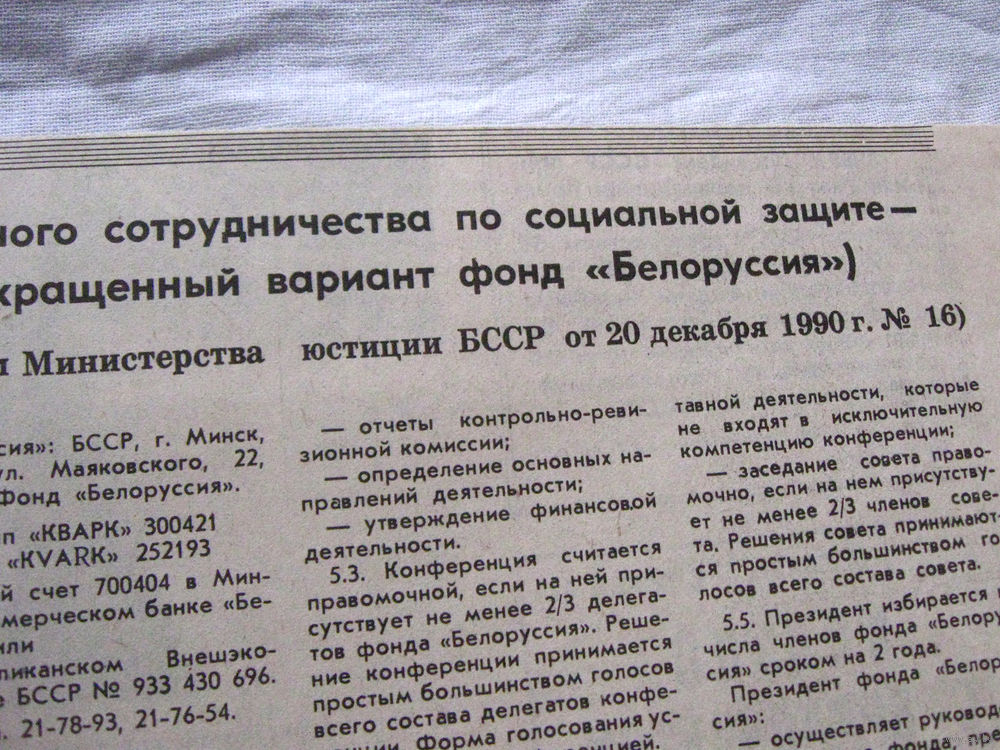 ного сотрудничества по социальной защите—
кращенный вариант фонд «Белоруссия»)
Министерства юстиции БССР от 20 декабря 1990 г. № 16)
сия»: БССР, г. Минск,
ул. Маяковского, 22,
Фонд «Белоруссия».
п «КВАРК» 300421
«KVARK» 252193
й счет 700404 в Мин-
мерческом банке «Бе-
или
ликанском Внешэко-
е БССР № 933 430 696.
. 21-78-93, 21-76-54.
— отчеты контрольно-реви-
зионной комиссии;
— определение основных на-
правлений деятельности;
— утверждение финансовой
деятельности.
5.3. Конференция считается
правомочной, если на ней при-
сутствует не менее 2/3 делега-
тов фонда «Белоруссия». Реше-
ние конференции принимается
простым большинством голосов
всего состава делегатов конфе-
ренции. Форма голосования ус-
тавной деятельности, которые
не входят в исключительную
компетенцию конференции;
— заседание совета право-
мочно, если на нем присутству-
ет не менее 2/3 членов сове-
та. Решения совета принимают-
ся простым большинством го
лосов всего состава совета.
5.5. Президент избирается
числа членов фонда «Белору
сия» сроком на 2 года.
Президент фонда «Белор
сия»:
— осуществляет руковод
фонда, пре